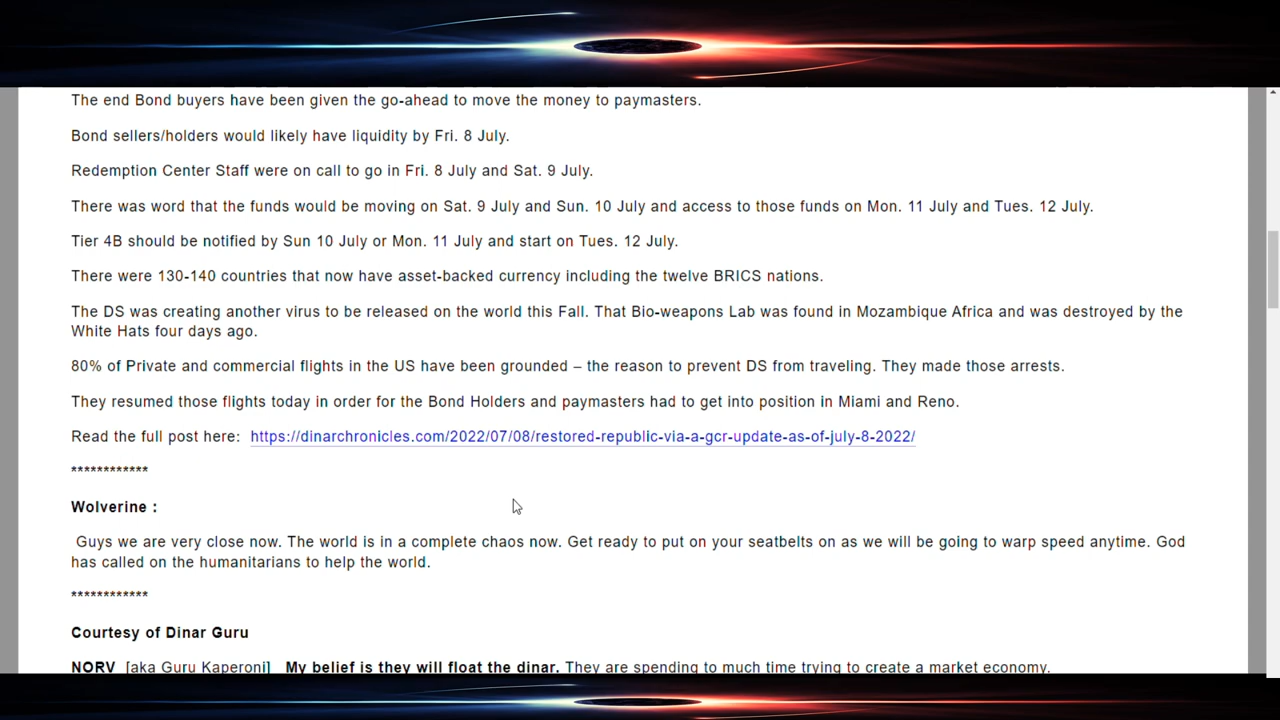 The end Bond buyers have been given the go-ahead to move the money to paymasters.
Bond sellers/holders would likely have liquidity by Fri. 8 July.
Redemption Center Staff were on call to go in Fri. 8 July and Sat. 9 July.
There was word that the funds would be moving on Sat. 9 July and Sun. 10 July and access to those funds on Mon. 11 July and Tues. 12 July.
Tier 4B should be notified by Sun 10 July or Mon. 11 July and start on Tues. 12 July.
There were 130-140 countries that now have asset-backed currency including the twelve BRICS nations.
The DS was creating another virus to be released on the world this Fall. That Bio-weapons Lab was found in Mozambique Africa and was destroyed by the
White Hats four days ago.
80% of Private and commercial flights in the US have been grounded – the reason to prevent DS from traveling. They made those arrests.
They resumed those flights today in order for the Bond Holders and paymasters had to get into position in Miami and Reno.
Read the full post here:  https://dinarchronicles.com/2022/07/08/restored-republic-via-a-gcr-update-as-of-july-8-2022/
************
Wolverine :
Guys we are very close now. The world is in a complete chaos now. Get ready to put on your seatbelts on as we will be going to warp speed anytime. God
has called on the humanitarians to help the world.
************
Courtesy of Dinar Guru
NORV  [aka Guru Kaperoni]   My belief is they will float the dinar. They are spending to much time trying to create a market economy.